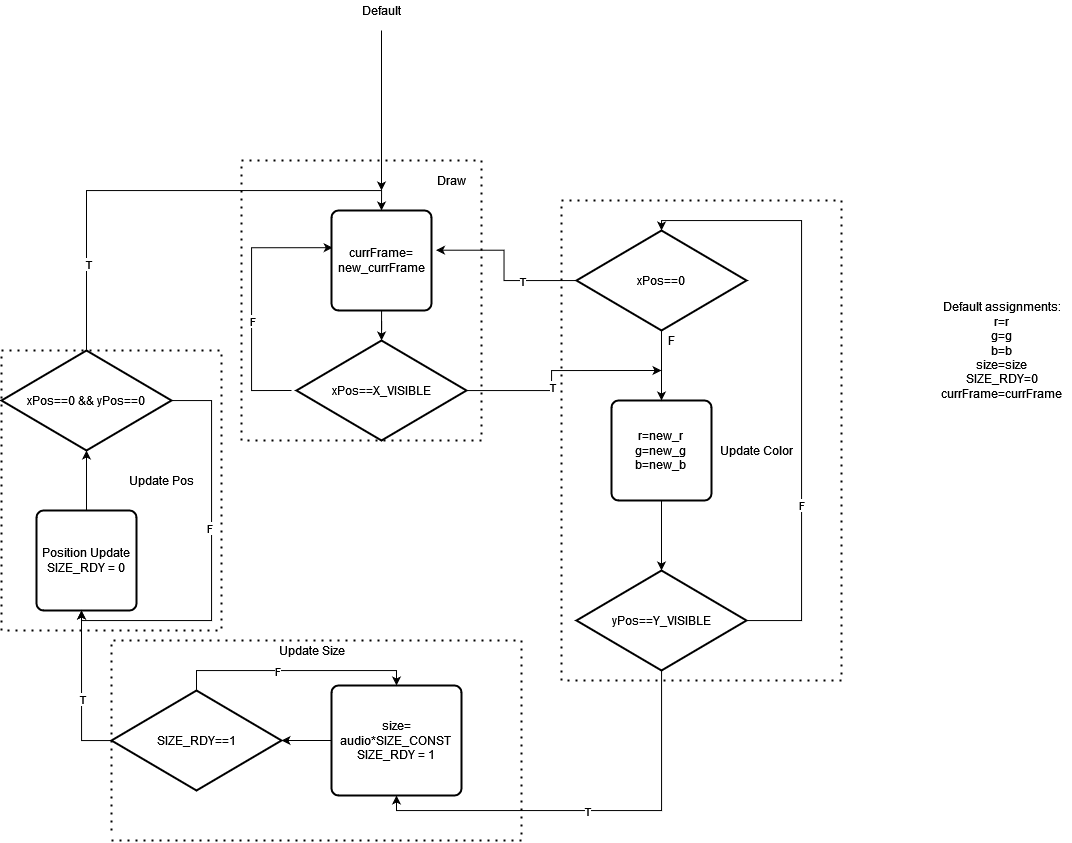 Default
Draw
currFrame=
new_currFrame
xPos==X_VISIBLE
F
T
T
xPos==0
F
r=new_r
g=new_g
b=new_b
Update Color
yPos==Y_VISIBLE
F
T
Default assignments:
r=r
g=g
b=b
size=size
SIZE_RDY=0
currFrame=currFrame
T
xPos==0 && yPos==0
Update Pos
F
Position Update
SIZE_RDY = 0
Update Size
F
SIZE_RDY==1
T
size=
audio*SIZE_CONST
SIZE_RDY = 1